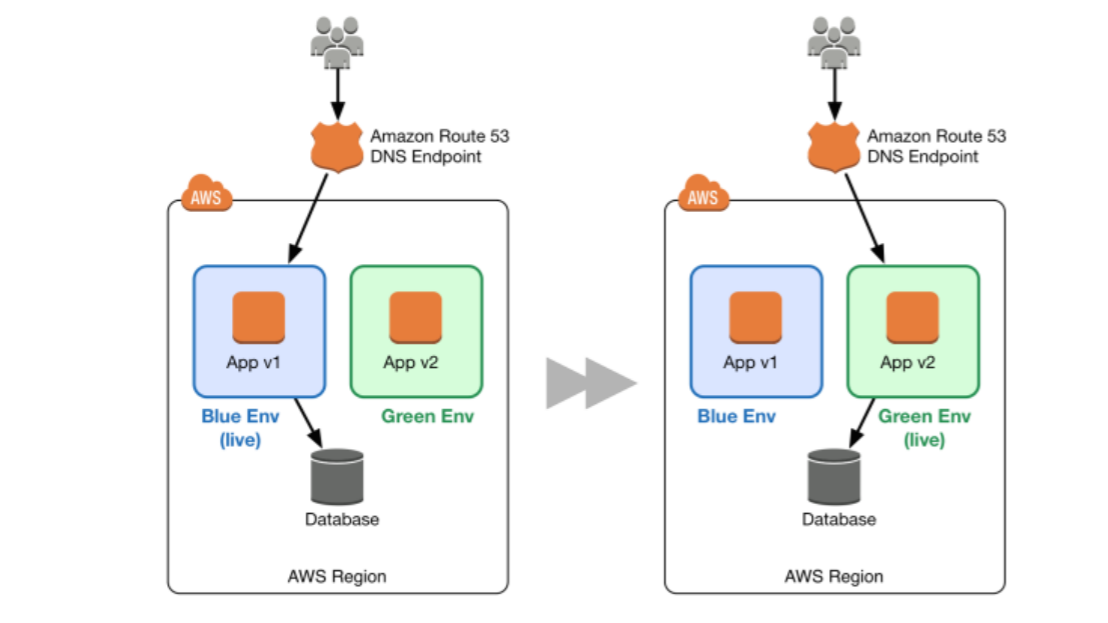 Amazon Route 53
DNS Endpoint
AWS
App v1
App v2
Blue Env
(live)
Green Env
Database
AWS Region
Amazon Route 53
DNS Endpoint
AWS
App v1
App v2
Blue Env
Green Env
(live)
Database
AWS Region